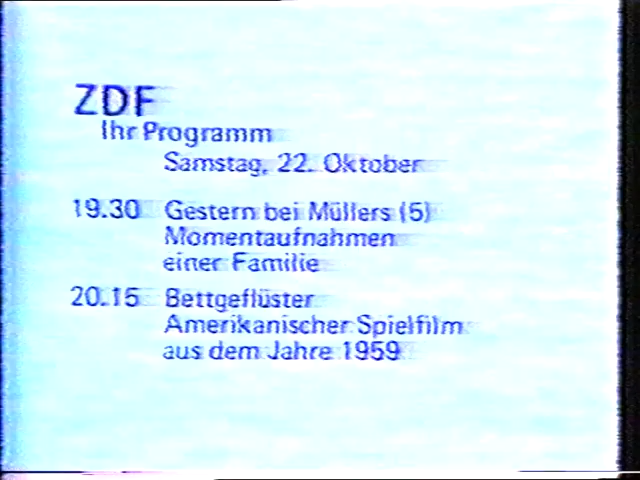 ZDF
Ihr Programm
Samstag, 22. Oktober
19.30 Gestern bei Müllers (5)
Momentaufnahmen
einer Familie
20.15 Bettgeflüster
Amerikanischer Spielfilm
aus dem Jahre 1959